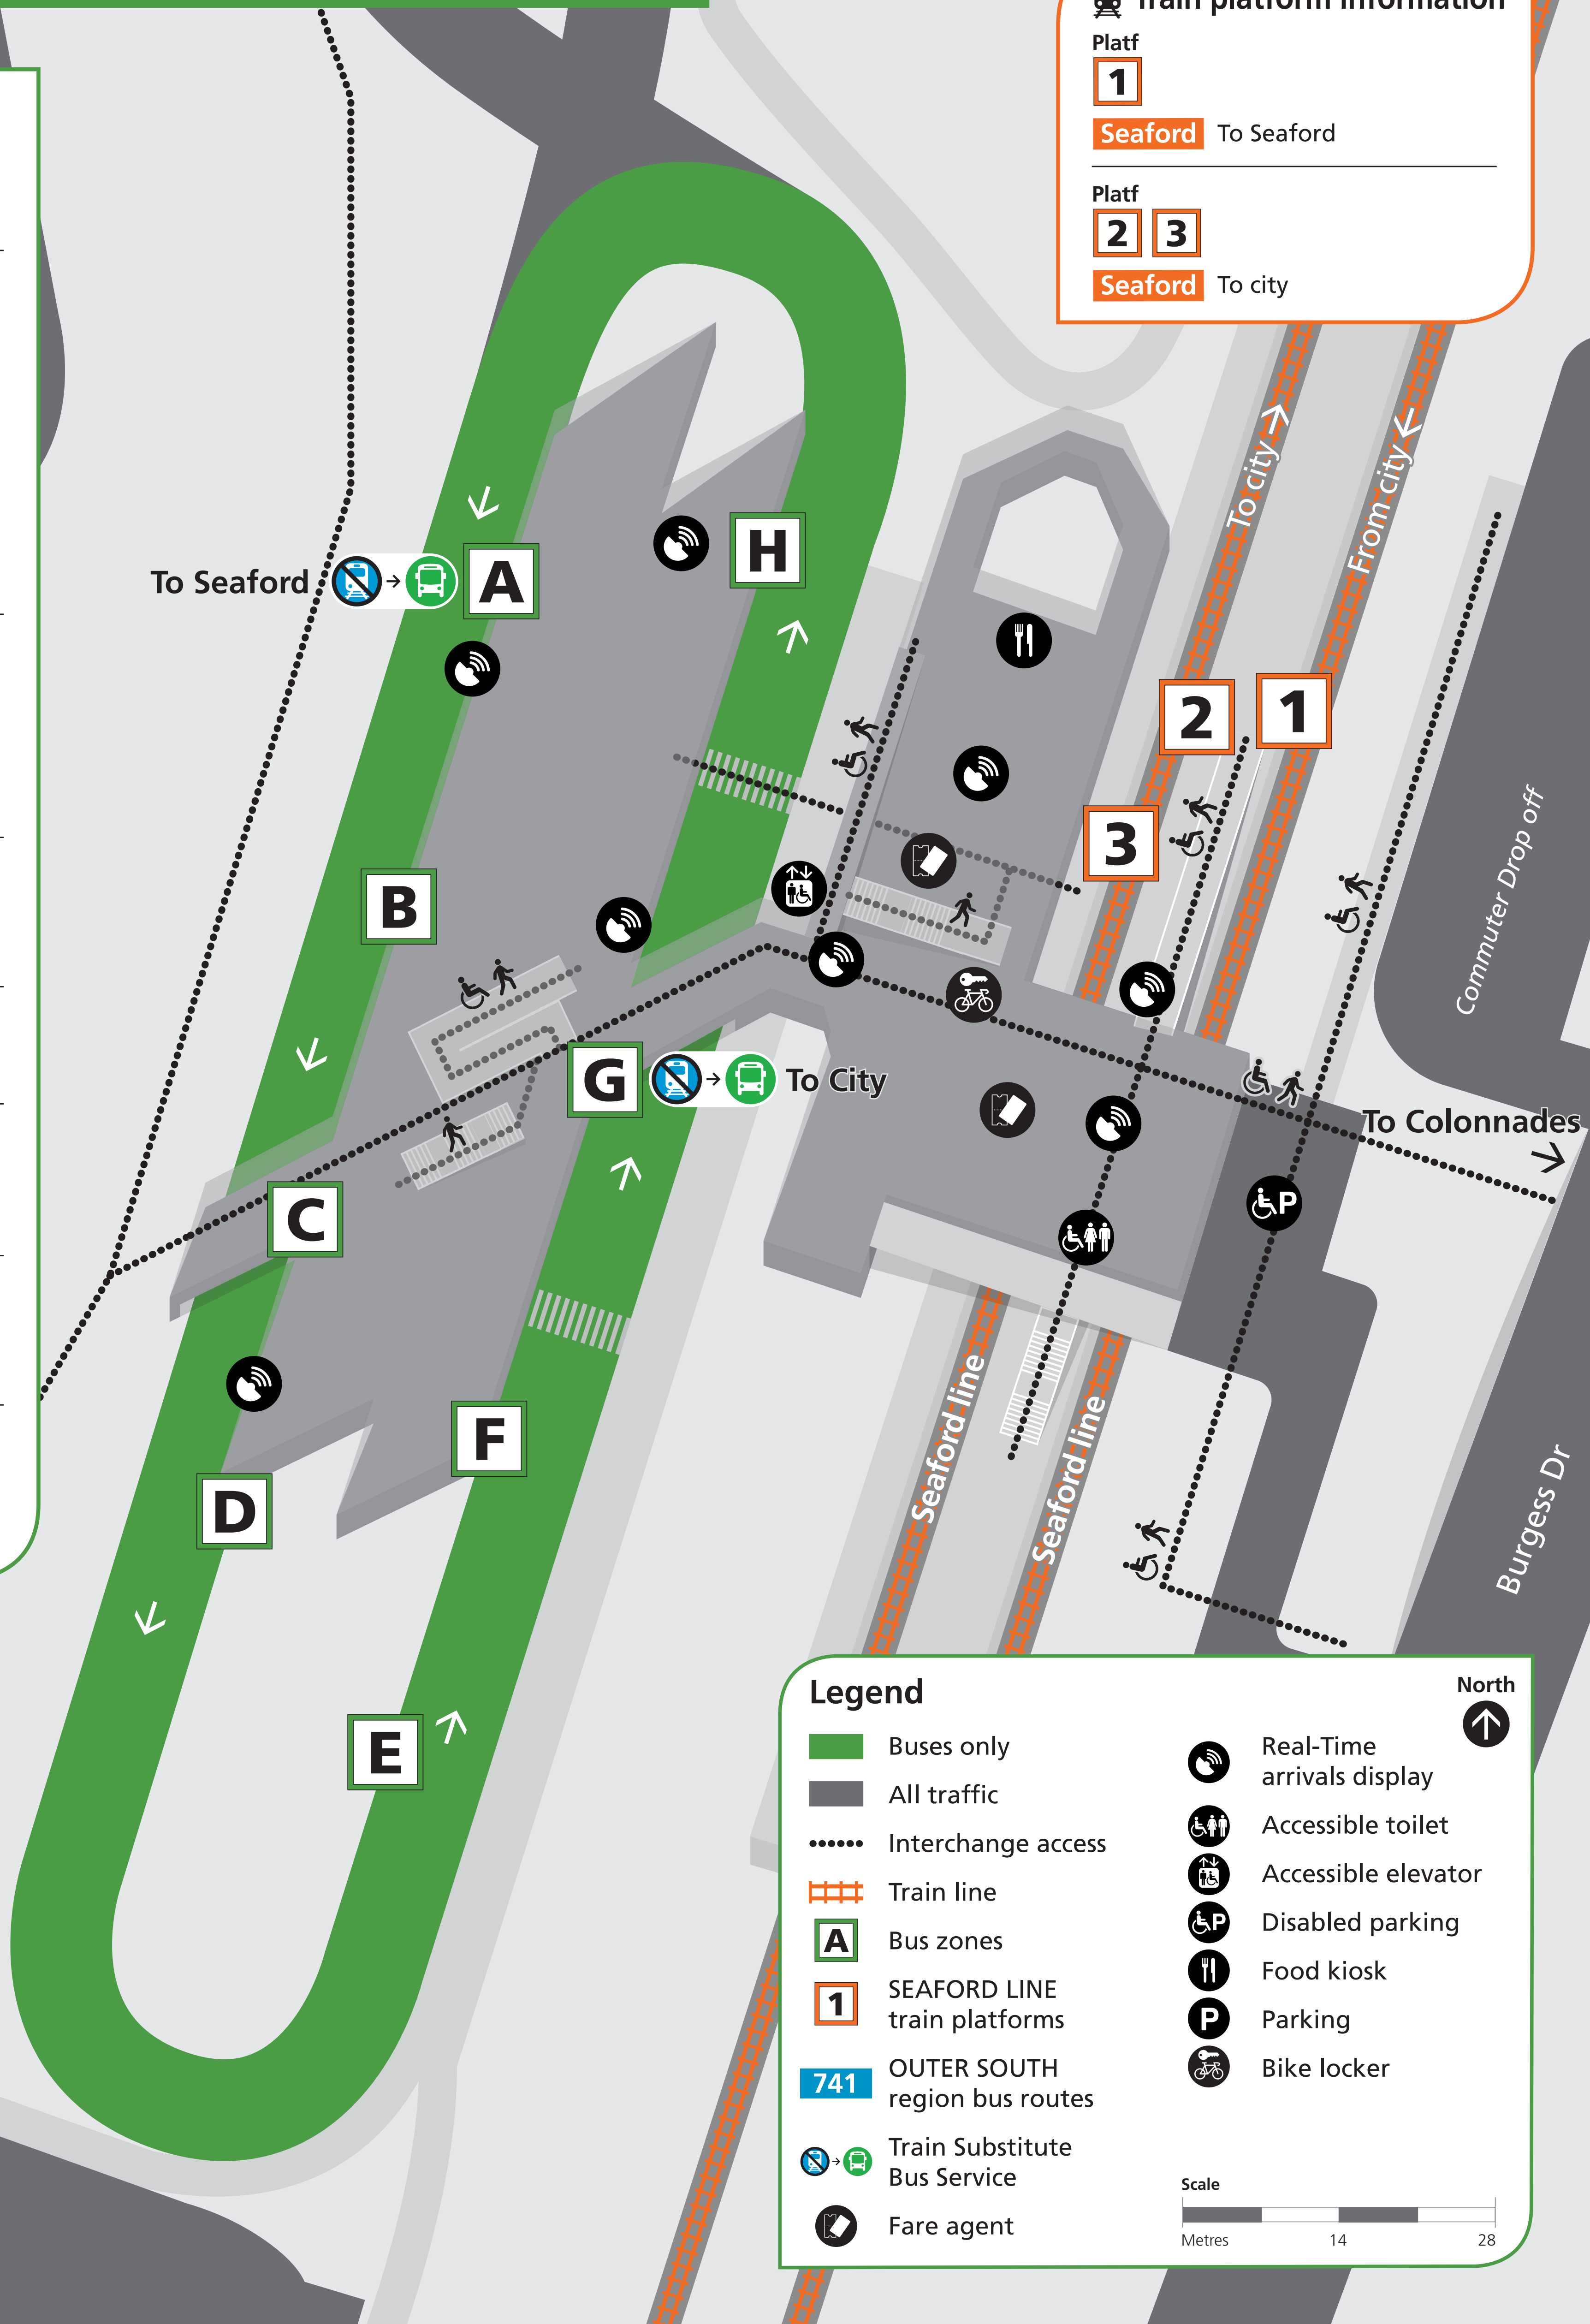 Train platform information
Platf
1
Seaford To Seaford
Platf
2 3
Seaford To city
To city
From city
H
To Seaford
A
2 1
3
Commuter Drop off
B
G To City
To Colonnades
C
Seaford line
Seaford line
F
D
Burgess Dr
E
Legend
North
Buses only
All traffic
Interchange access
Train line
A Bus zones
1 SEAFORD LINE
train platforms
741 OUTER SOUTH
region bus routes
Train Substitute
Bus Service
Fare agent
Real-Time
arrivals display
Accessible toilet
Accessible elevator
P Disabled parking
Food kiosk
P Parking
Bike locker
Scale
Metres 14 28
P